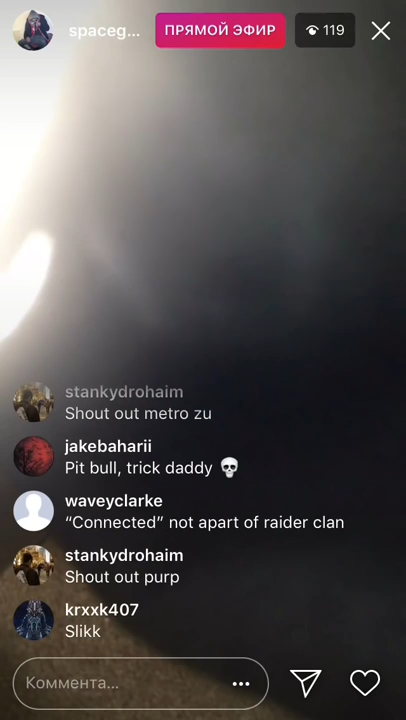 spaceg...
ПРЯМОЙ ЭФИР
119
stankydrohaim
Shout out metro zu
jakebaharii
Pit bull, trick daddy 💀
waveyclarke
“Connected” not apart of raider clan
stankydrohaim
Shout out purp
krxxk407
Slikk
Коммента...